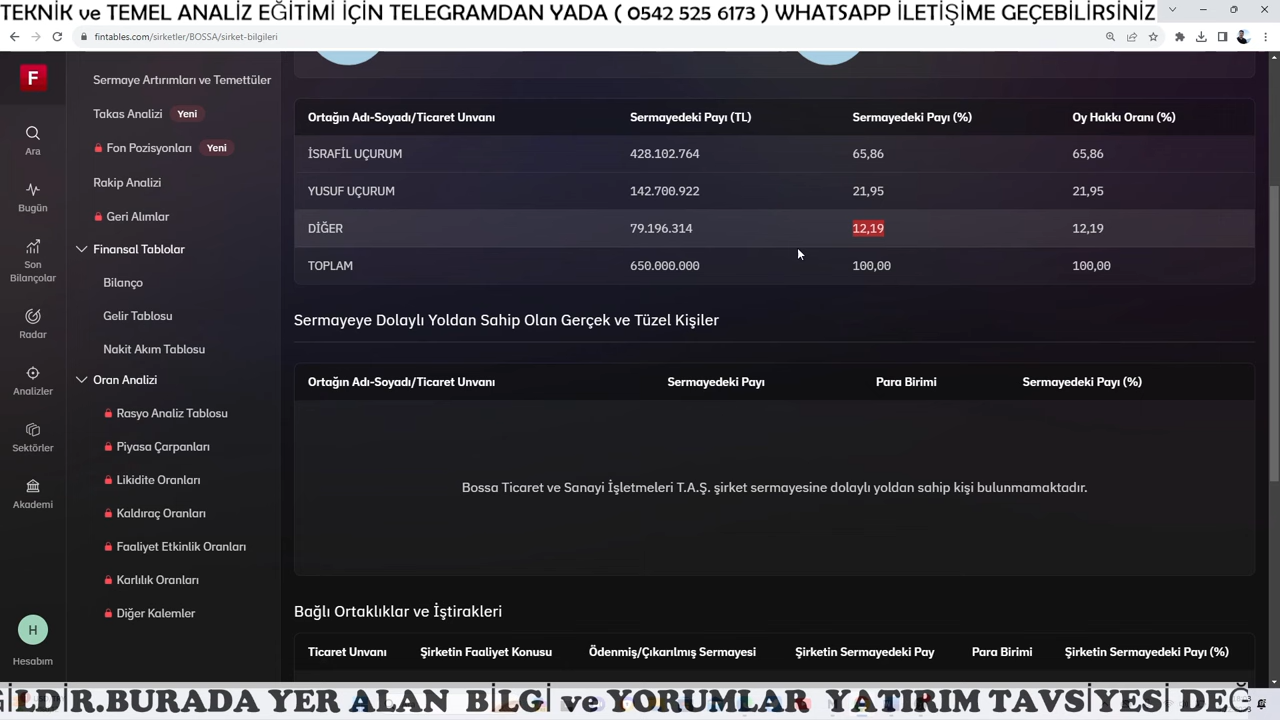 TEKNİK ve TEMEL ANALİZ EĞİTİMİ İÇİN TELEGRAMDAN YADA ( 0542 525 6173 ) WHATSAPP İLETİŞİME GEÇEBİLİRSİNİZ
fintables.com/sirketler/BOSSA/sirket-bilgileri
F
Ara
Bugün
Son Bilançolar
Radar
Analizler
Sektörler
Akademi
H
Hesabım
Sermaye Artırımları ve Temettüler
Takas Analizi Yeni
Fon Pozisyonları Yeni
Rakip Analizi
Geri Alımlar
Finansal Tablolar
Bilanço
Gelir Tablosu
Nakit Akım Tablosu
Oran Analizi
Rasyo Analiz Tablosu
Piyasa Çarpanları
Likidite Oranları
Kaldıraç Oranları
Faaliyet Etkinlik Oranları
Karlılık Oranları
Diğer Kalemler
Ortağın Adı-Soyadı/Ticaret Unvanı Sermayedeki Payı (TL) Sermayedeki Payı (%) Oy Hakkı Oranı (%)
İSRAFİL UÇURUM 428.102.764 65,86 65,86
YUSUF UÇURUM 142.700.922 21,95 21,95
DİĞER 79.196.314 12,19 12,19
TOPLAM 650.000.000 100,00 100,00
Sermayeye Dolaylı Yoldan Sahip Olan Gerçek ve Tüzel Kişiler
Ortağın Adı-Soyadı/Ticaret Unvanı Sermayedeki Payı Para Birimi Sermayedeki Payı (%)
Bossa Ticaret ve Sanayi İşletmeleri T.A.Ş. şirket sermayesine dolaylı yoldan sahip kişi bulunmamaktadır.
Bağlı Ortaklıklar ve İştirakleri
Ticaret Unvanı Şirketin Faaliyet Konusu Ödenmiş/Çıkarılmış Sermayesi Şirketin Sermayedeki Pay Para Birimi Şirketin Sermayedeki Payı (%)
ĞİLDİR.BURADA YER ALAN BİLGİ ve YORUMLAR YATIRIM TAVSİYESİ DEĞ